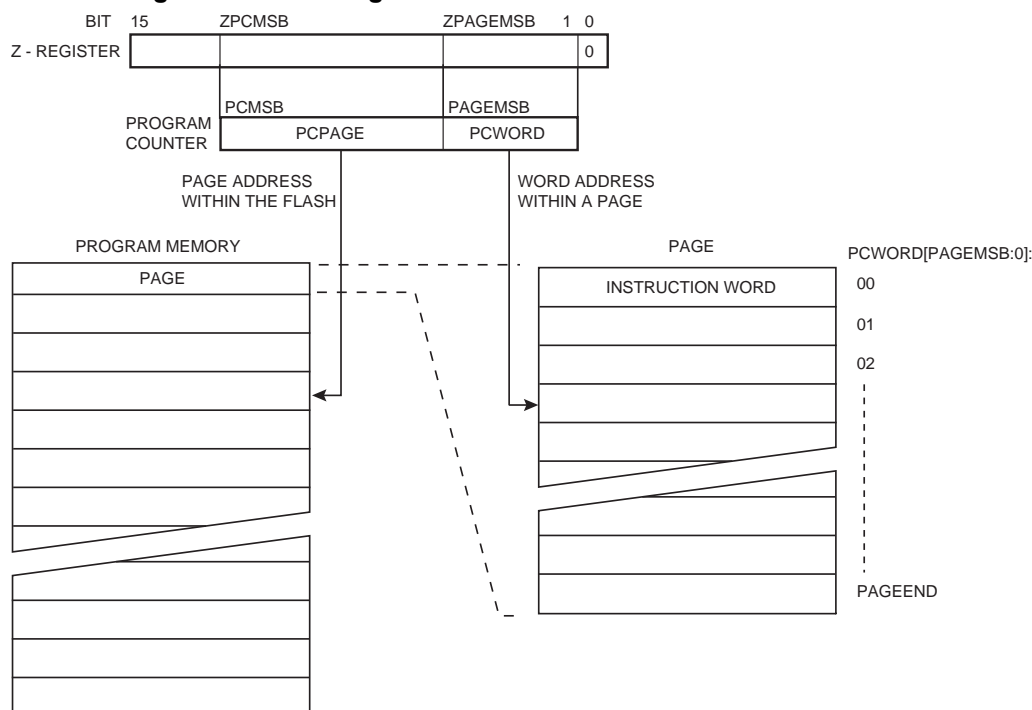 BIT 15 ZPCMSB ZPAGEMSB 1 0
Z - REGISTER 0
PCMSB PAGEMSB
PROGRAM
COUNTER
PCPAGE PCWORD
PAGE ADDRESS
WITHIN THE FLASH
WORD ADDRESS
WITHIN A PAGE
PROGRAM MEMORY PAGE PCWORD[PAGEMSB:0]:
PAGE INSTRUCTION WORD 00
01
02
PAGEEND